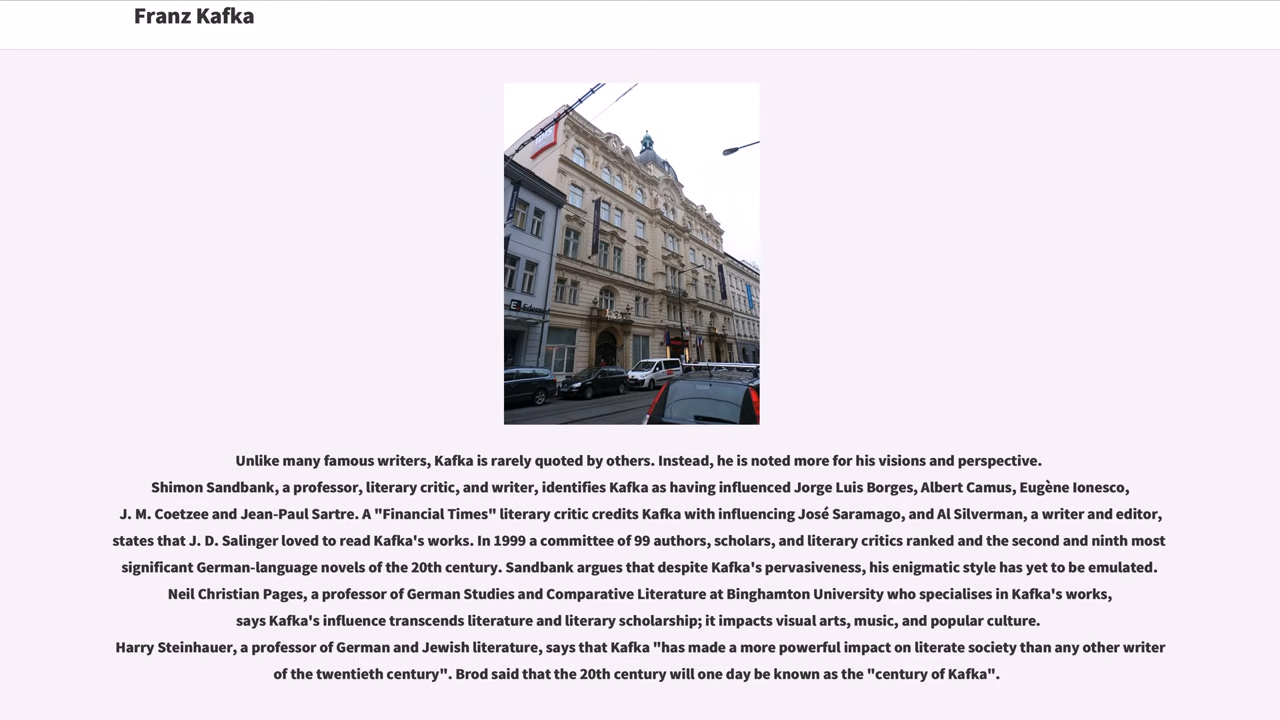 Franz Kafka
Unlike many famous writers, Kafka is rarely quoted by others. Instead, he is noted more for his visions and perspective.
Shimon Sandbank, a professor, literary critic, and writer, identifies Kafka as having influenced Jorge Luis Borges, Albert Camus, Eugène Ionesco,
J. M. Coetzee and Jean-Paul Sartre. A "Financial Times" literary critic credits Kafka with influencing José Saramago, and Al Silverman, a writer and editor,
states that J. D. Salinger loved to read Kafka's works. In 1999 a committee of 99 authors, scholars, and literary critics ranked and the second and ninth most
significant German-language novels of the 20th century. Sandbank argues that despite Kafka's pervasiveness, his enigmatic style has yet to be emulated.
Neil Christian Pages, a professor of German Studies and Comparative Literature at Binghamton University who specialises in Kafka's works,
says Kafka's influence transcends literature and literary scholarship; it impacts visual arts, music, and popular culture.
Harry Steinhauer, a professor of German and Jewish literature, says that Kafka "has made a more powerful impact on literate society than any other writer
of the twentieth century". Brod said that the 20th century will one day be known as the "century of Kafka".